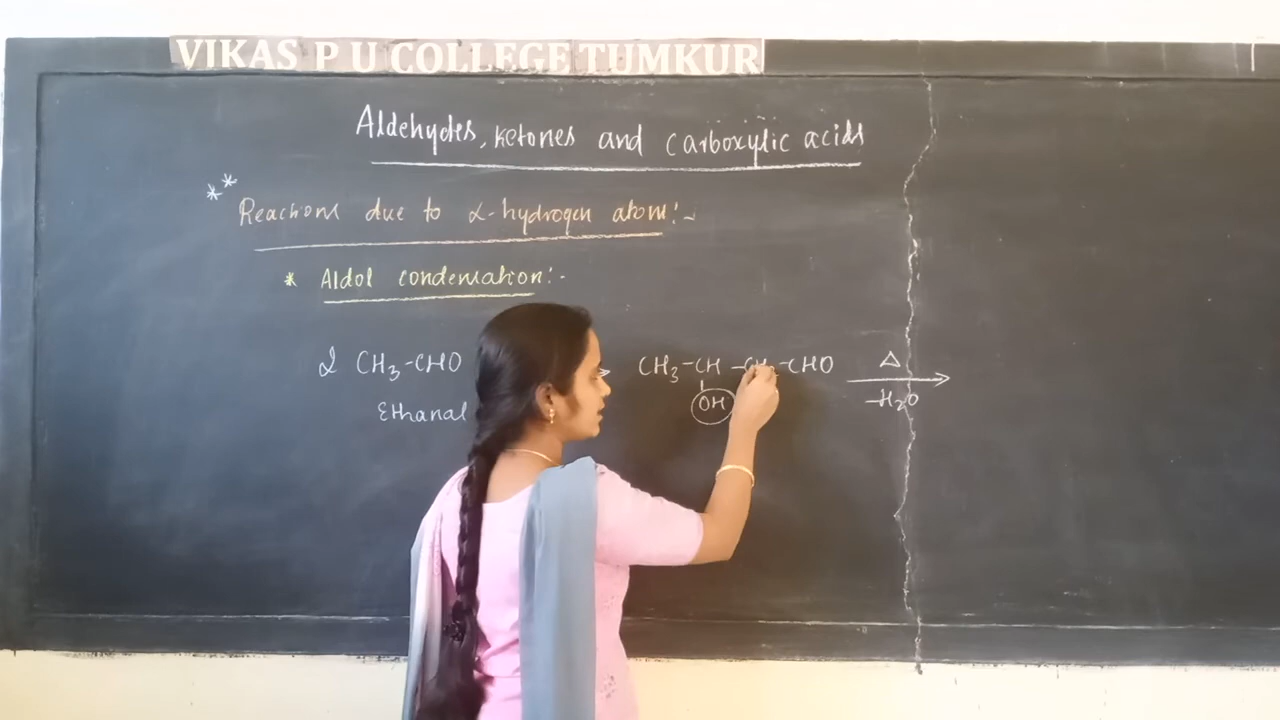 VIKAS P U COLLEGE TUMKUR
Aldehydes, ketones and carboxylic acids
** Reactions due to α-hydrogen atom:-
* Aldol condensation:-
2 CH3-CHO → CH3-CH-CH2-CHO Δ
OH -H2O
Ethanal